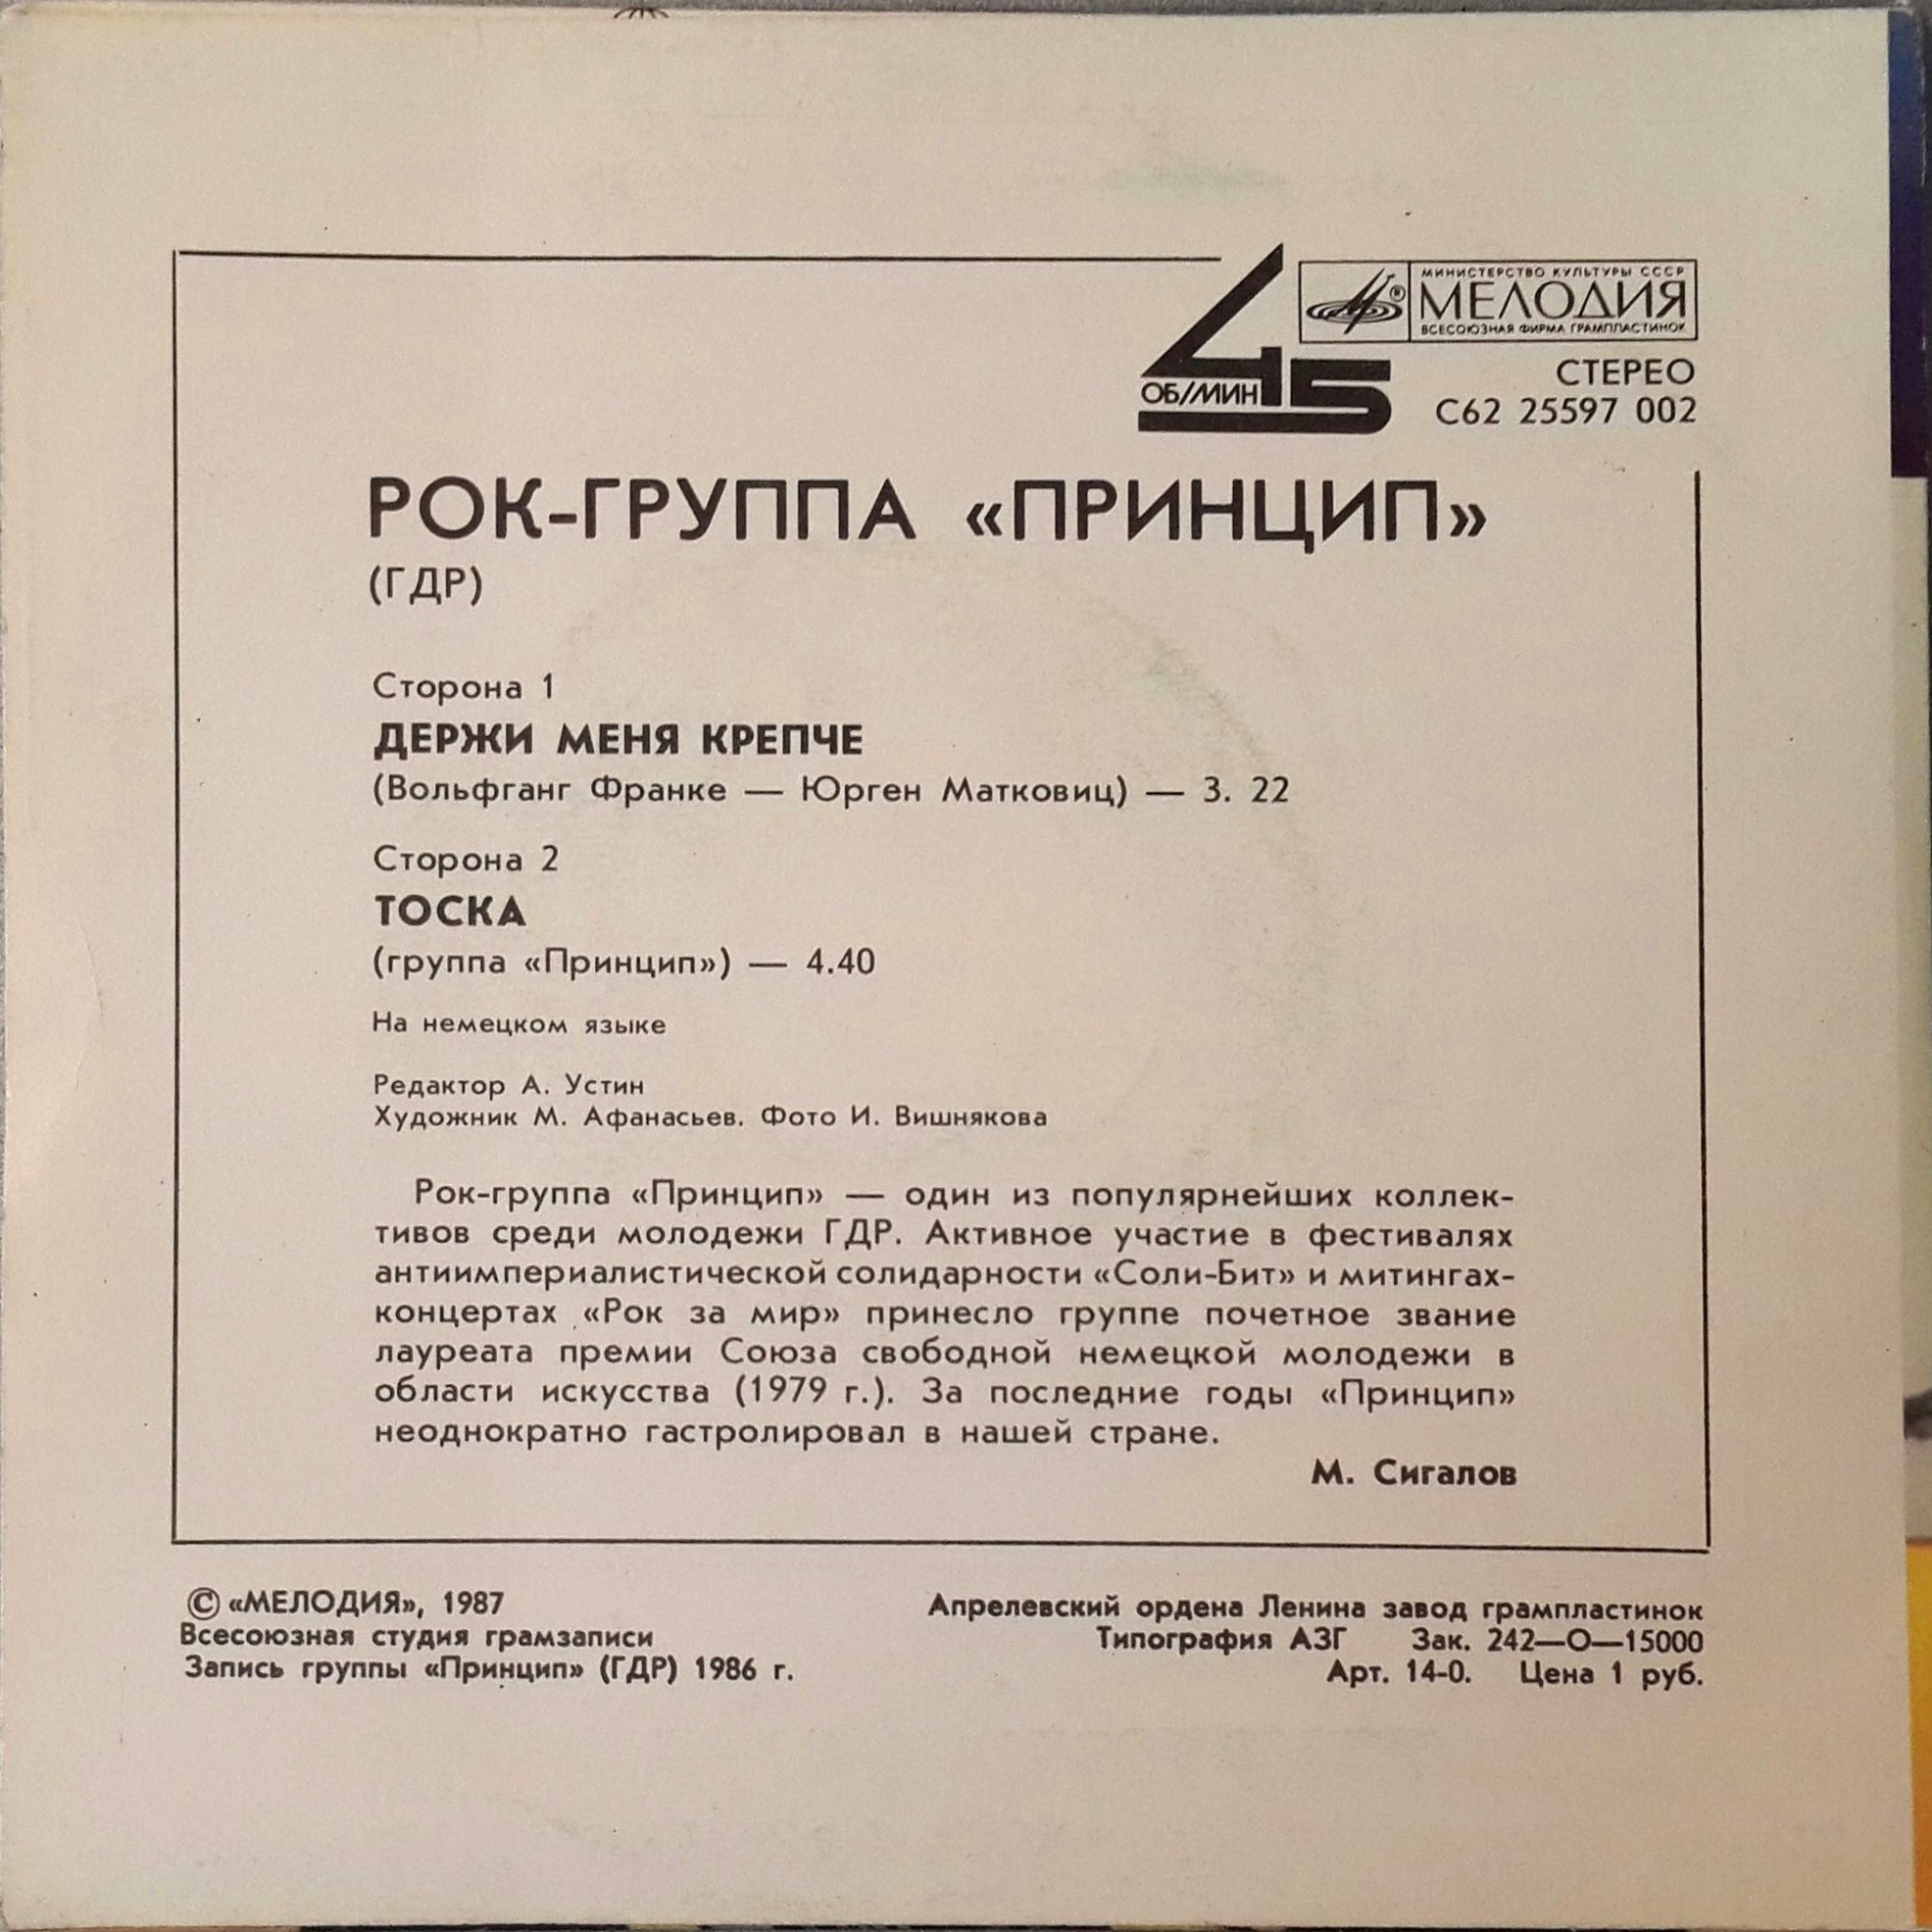 МИНИСТЕРСТВО КУЛЬТУРЫ СССР
МЕЛОДИЯ
ВСЕСОЮЗНАЯ ФИРМА ГРАМПЛАСТИНОК
45
ОБ/МИН
СТЕРЕО
С62 25597 002
РОК-ГРУППА «ПРИНЦИП»
(ГДР)
Сторона 1
ДЕРЖИ МЕНЯ КРЕПЧЕ
(Вольфганг Франке — Юрген Матковиц) — 3. 22
Сторона 2
ТОСКА
(группа «Принцип») — 4.40
На немецком языке
Редактор А. Устин
Художник М. Афанасьев. Фото И. Вишнякова
Рок-группа «Принцип» — один из популярнейших коллек-
тивов среди молодежи ГДР. Активное участие в фестивалях
антиимпериалистической солидарности «Соли-Бит» и митингах-
концертах «Рок за мир» принесло группе почетное звание
лауреата премии Союза свободной немецкой молодежи в
области искусства (1979 г.). За последние годы «Принцип»
неоднократно гастролировал в нашей стране.
М. Сигалов
© «МЕЛОДИЯ», 1987
Всесоюзная студия грамзаписи
Запись группы «Принцип» (ГДР) 1986 г.
Апрелевский ордена Ленина завод грампластинок
Типография АЗГ Зак. 242—О—15000
Арт. 14-0. Цена 1 руб.